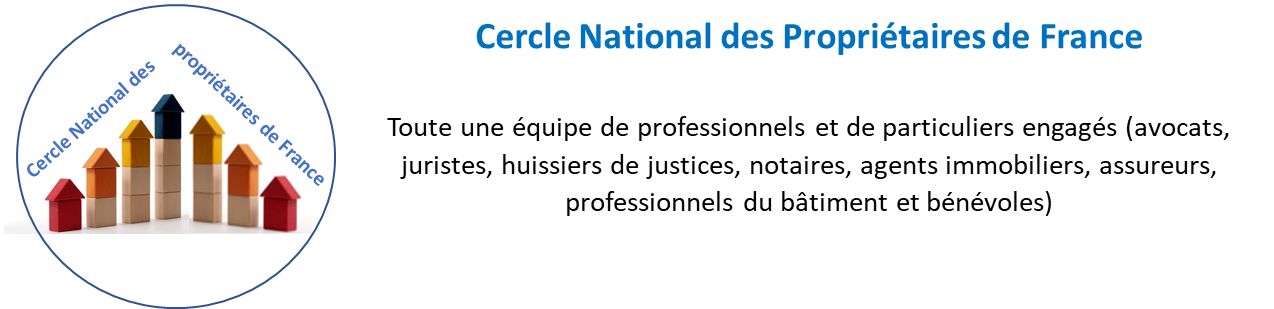 Cercle National des
propriétaires de France
Cercle National des Propriétaires de France
Toute une équipe de professionnels et de particuliers engagés (avocats,
juristes, huissiers de justices, notaires, agents immobiliers, assureurs,
professionnels du bâtiment et bénévoles)